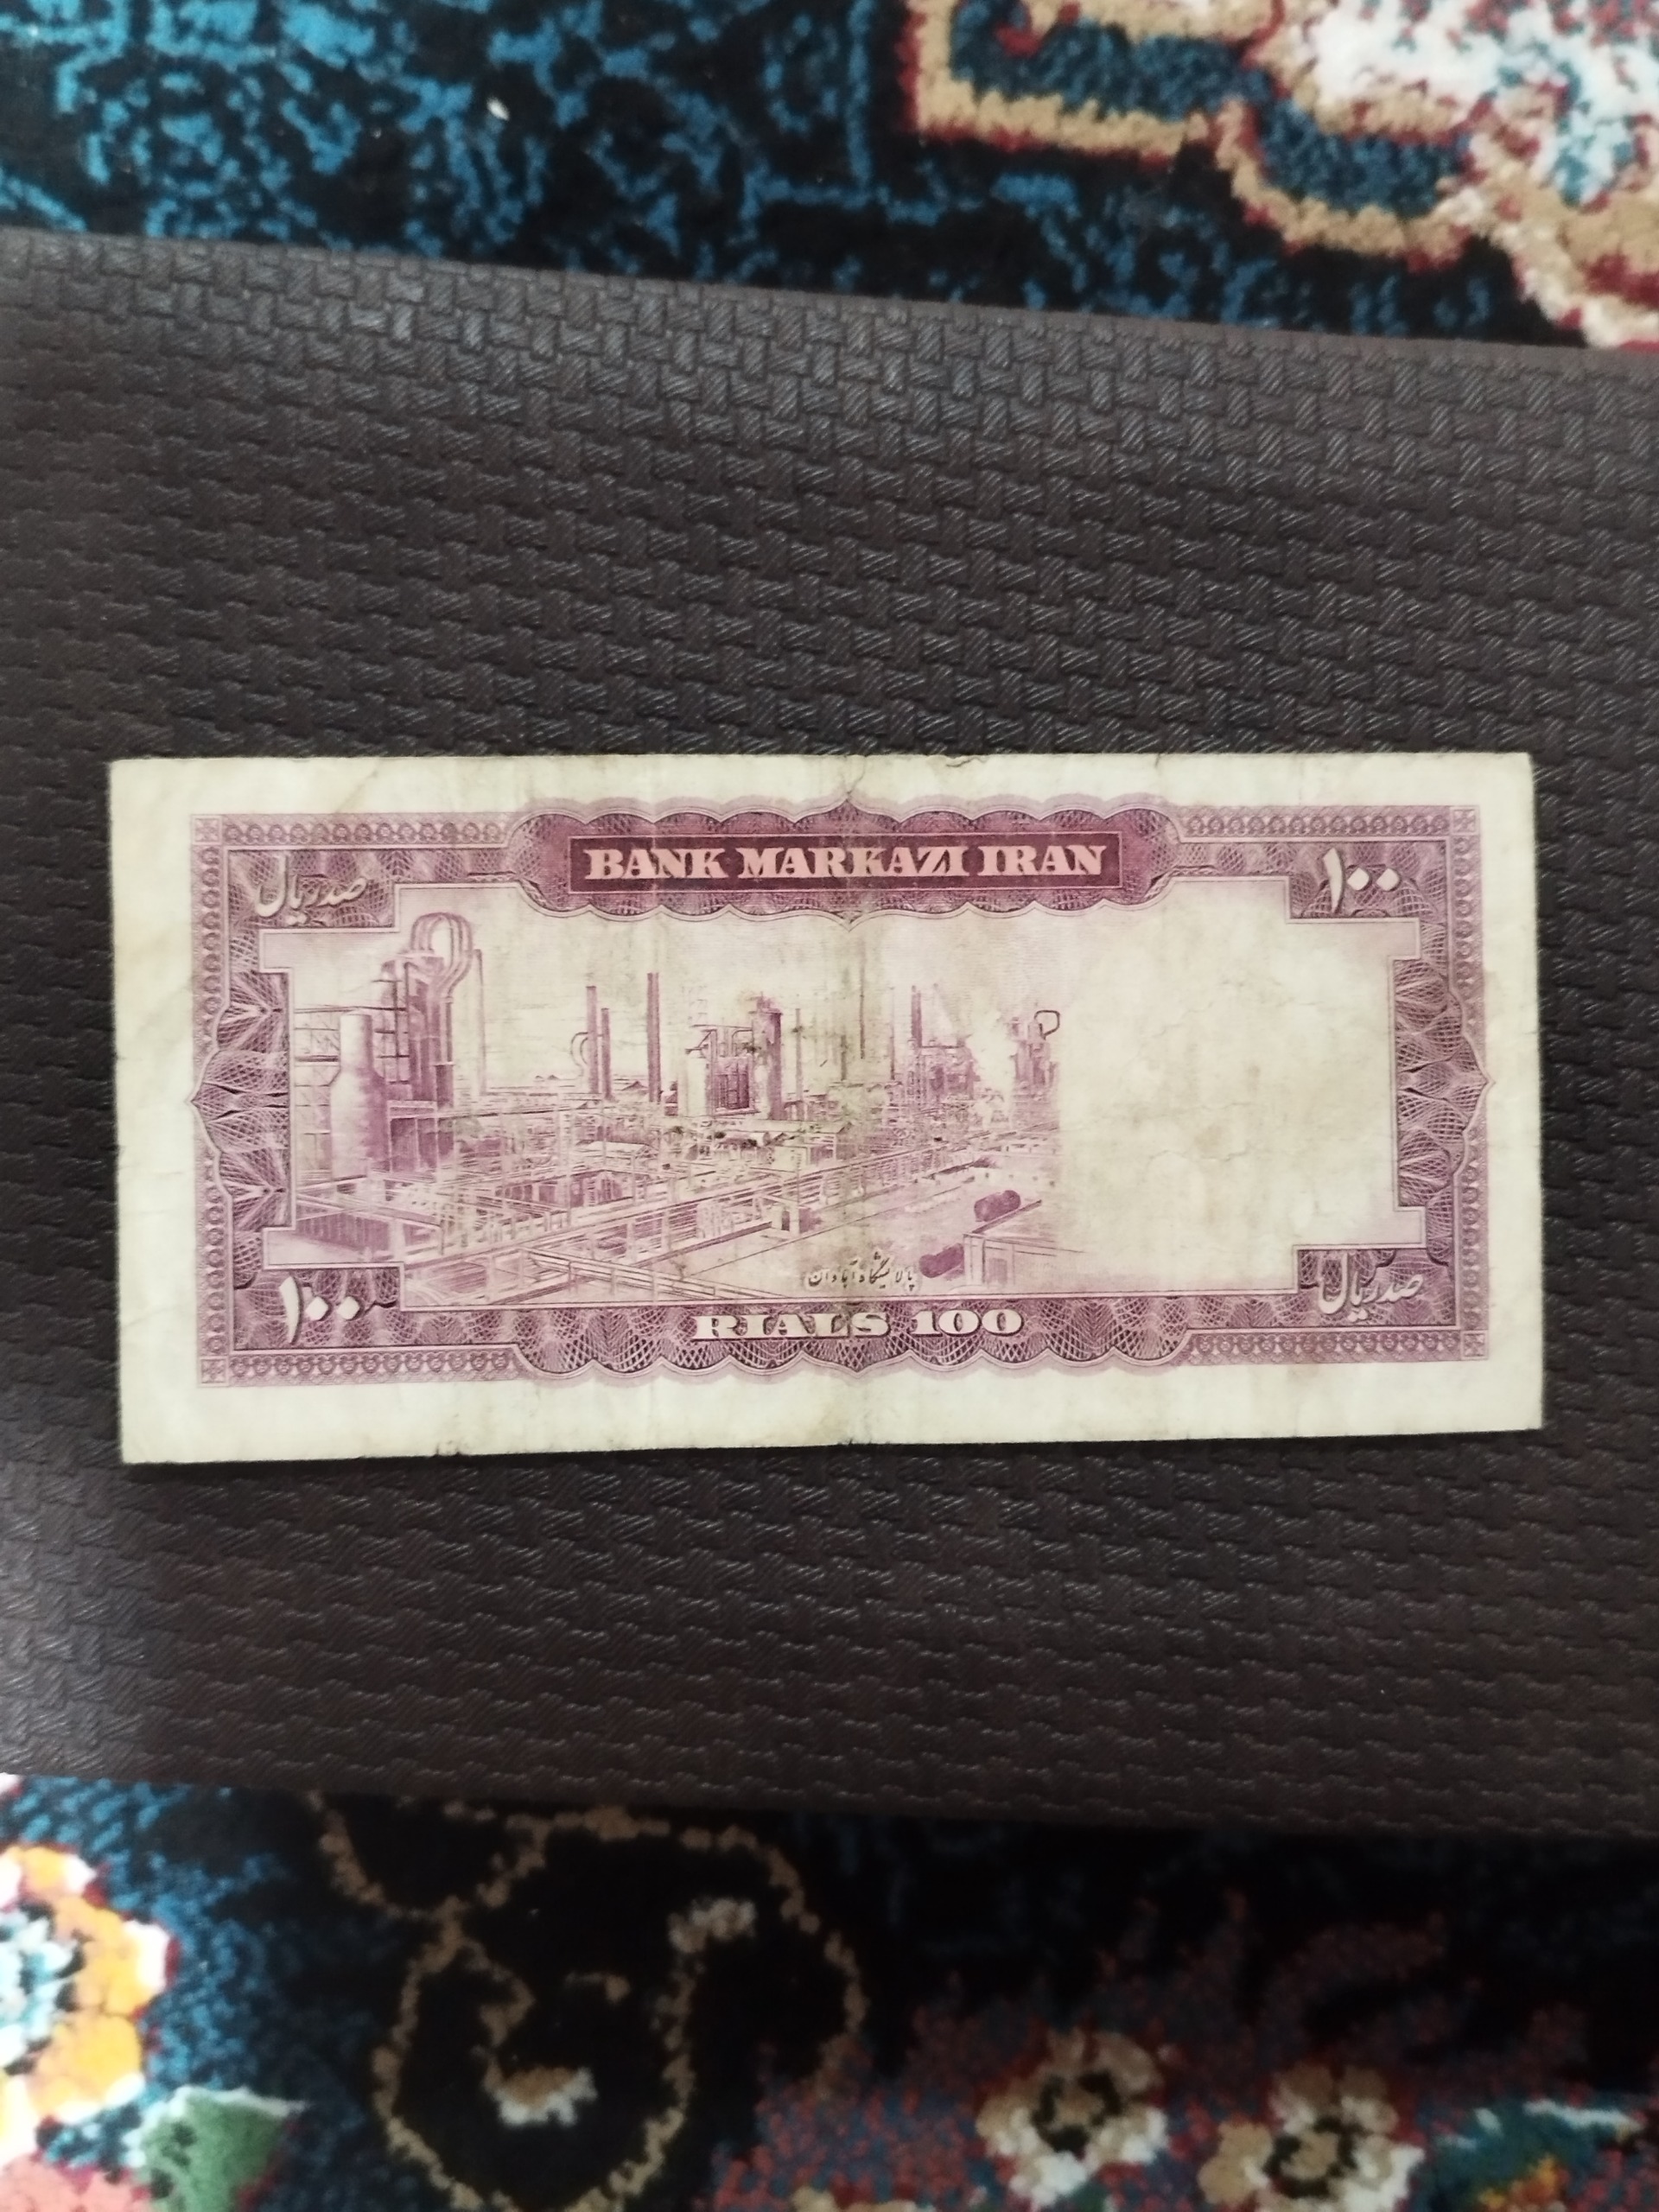 BANK MARKAZI IRAN
صد ریال
۱۰۰
پالایشگاه آبادان
۱۰۰
RIALS 100
صد ریال